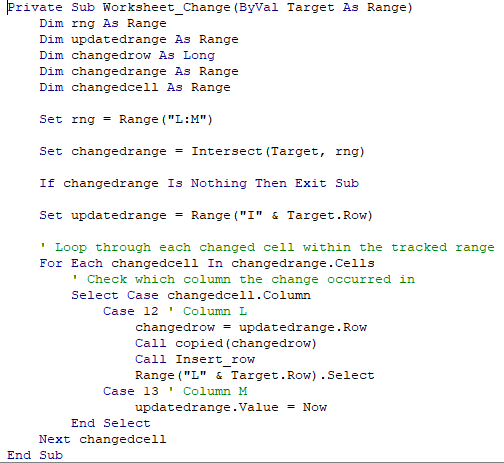 Private Sub Worksheet_Change(ByVal Target As Range)
    Dim rng As Range
    Dim updatedrange As Range
    Dim changedrow As Long
    Dim changedrange As Range
    Dim changedcell As Range

    Set rng = Range("L:M")

    Set changedrange = Intersect(Target, rng)

    If changedrange Is Nothing Then Exit Sub

    Set updatedrange = Range("I" & Target.Row)

    ' Loop through each changed cell within the tracked range
    For Each changedcell In changedrange.Cells
        ' Check which column the change occurred in
        Select Case changedcell.Column
            Case 12 ' Column L
                changedrow = updatedrange.Row
                Call copied(changedrow)
                Call Insert_row
                Range("L" & Target.Row).Select
            Case 13 ' Column M
                updatedrange.Value = Now
        End Select
    Next changedcell
End Sub